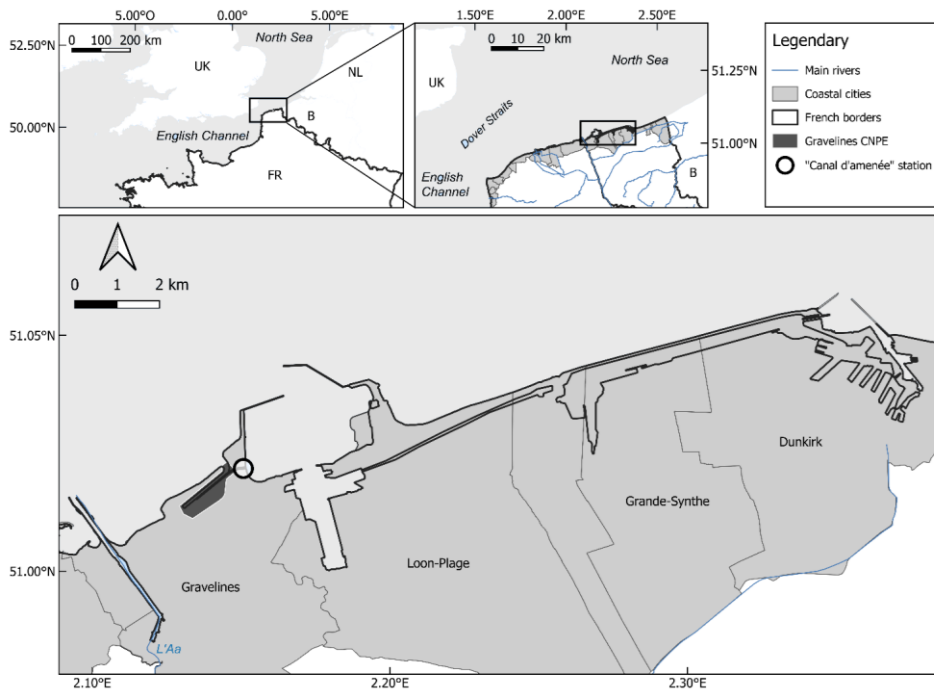 5.00°W
0.00°W
5.00°E
52.50°N
50.00°N
0 100 200 km
North Sea
UK
NL
B
English Channel
FR
1.50°E
2.00°E
2.50°E
0 10 20 km
North Sea
UK
Dover Straits
English
Channel
B
51.25°N
51.00°N
Legendary
Main rivers
Coastal cities
French borders
Gravelines CNPE
"Canal d'amenée" station
0 1 2 km
51.05°N
51.00°N
Dunkirk
Grande-Synthe
Loon-Plage
Gravelines
L'Aa
2.10°E
2.20°E
2.30°E